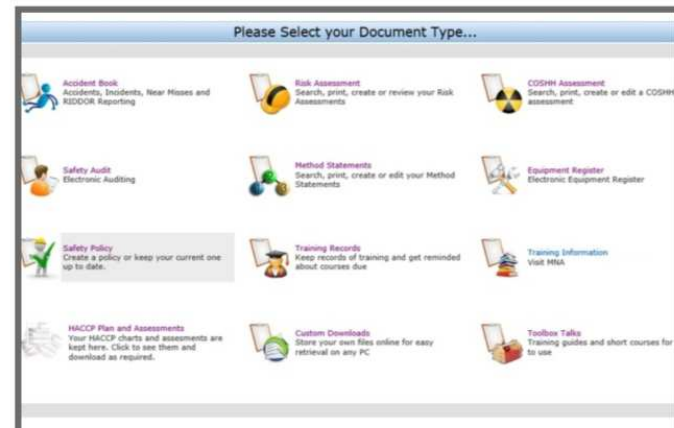 Please Select your Document Type...
Accident Book
Accidents, Incidents, Near Misses and
RIDDOR Reporting
Risk Assessment
Search, print, create or review your Risk
Assessments
COSHH Assessment
Search, print, create or edit a COSHH
assessment
Safety Audit
Electronic Auditing
Method Statements
Search, print, create or edit your Method
Statements
Equipment Register
Electronic Equipment Register
Safety Policy
Create a policy or keep your current one
up to date.
Training Records
Keep records of training and get reminded
about courses due
Training Information
Visit MNA
HACCP Plan and Assessments
Your HACCP charts and assesments are
kept here. Click to see them and
download as required.
Custom Downloads
Store your own files online for easy
retrieval on any PC
Toolbox Talks
Training guides and short courses for
to use